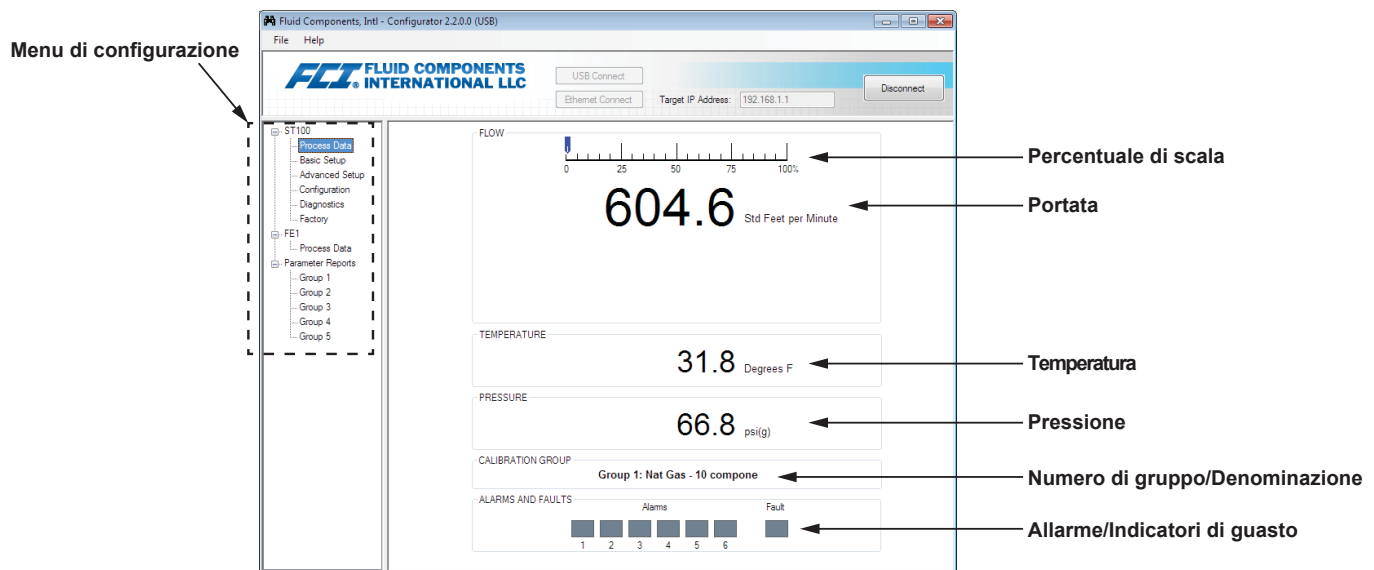 Fluid Components, Intl - Configurator 2.2.0.0 (USB)
File Help
Menu di configurazione
FCI® FLUID COMPONENTS
INTERNATIONAL LLC
USB Connect
Ethernet Connect
Target IP Address: 192.168.1.1
Disconnect
ST100
Process Data
Basic Setup
Advanced Setup
Configuration
Diagnostics
Factory
FE1
Process Data
Parameter Reports
Group 1
Group 2
Group 3
Group 4
Group 5
FLOW
0 25 50 75 100%
Percentuale di scala
604.6 Std Feet per Minute
Portata
TEMPERATURE
31.8 Degrees F
Temperatura
PRESSURE
66.8 psi(g)
Pressione
CALIBRATION GROUP
Group 1: Nat Gas - 10 compone
Numero di gruppo/Denominazione
ALARMS AND FAULTS
Alarms Fault
1 2 3 4 5 6
Allarme/Indicatori di guasto